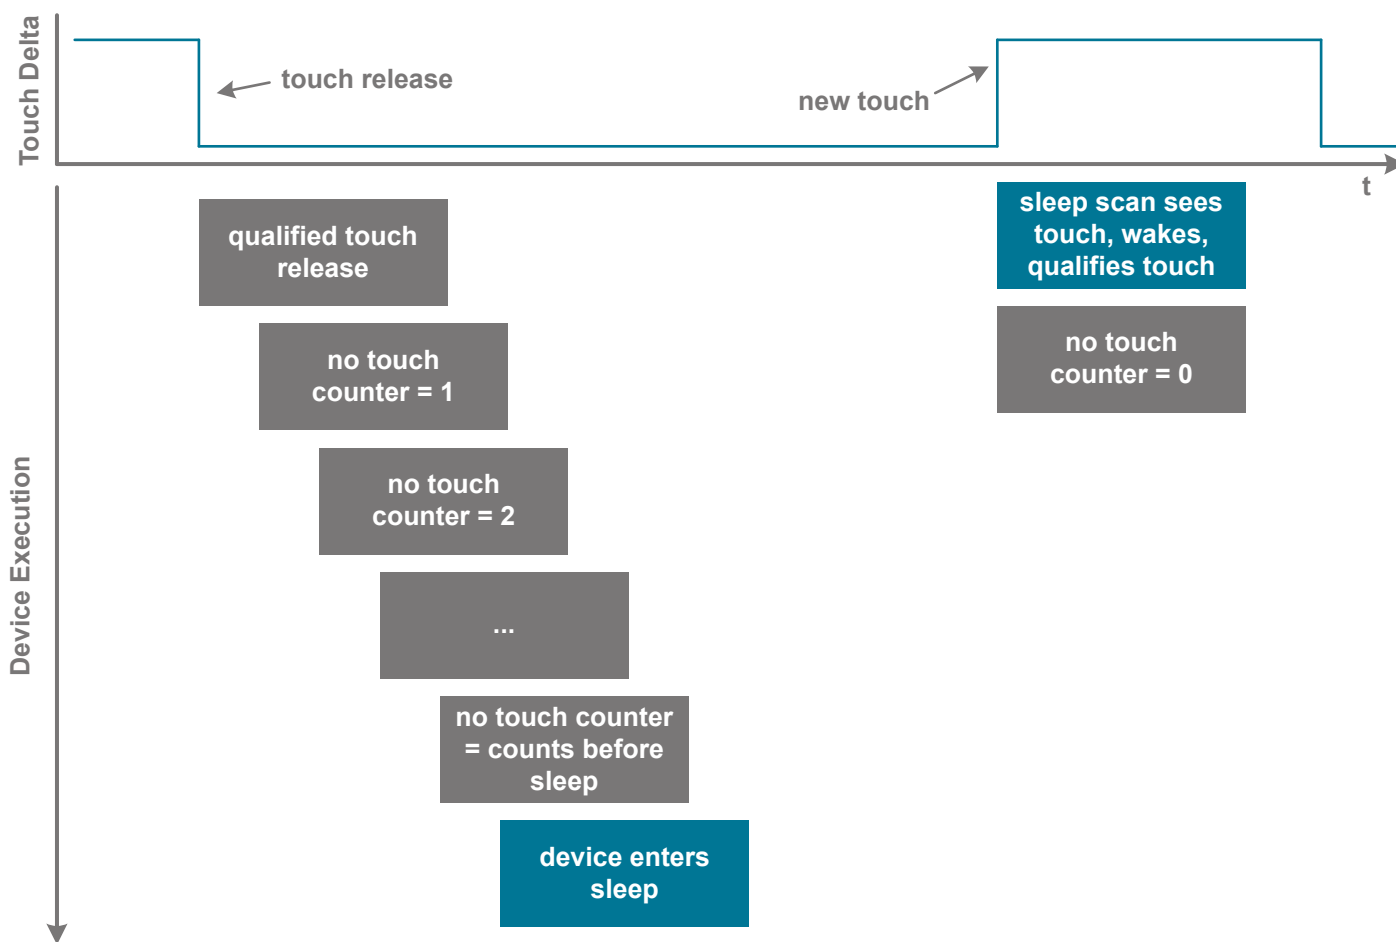 Touch Delta
touch release
new touch
t
Device Execution
qualified touch
release
no touch
counter = 1
no touch
counter = 2
...
no touch counter
= counts before
sleep
device enters
sleep
sleep scan sees
touch, wakes,
qualifies touch
no touch
counter = 0